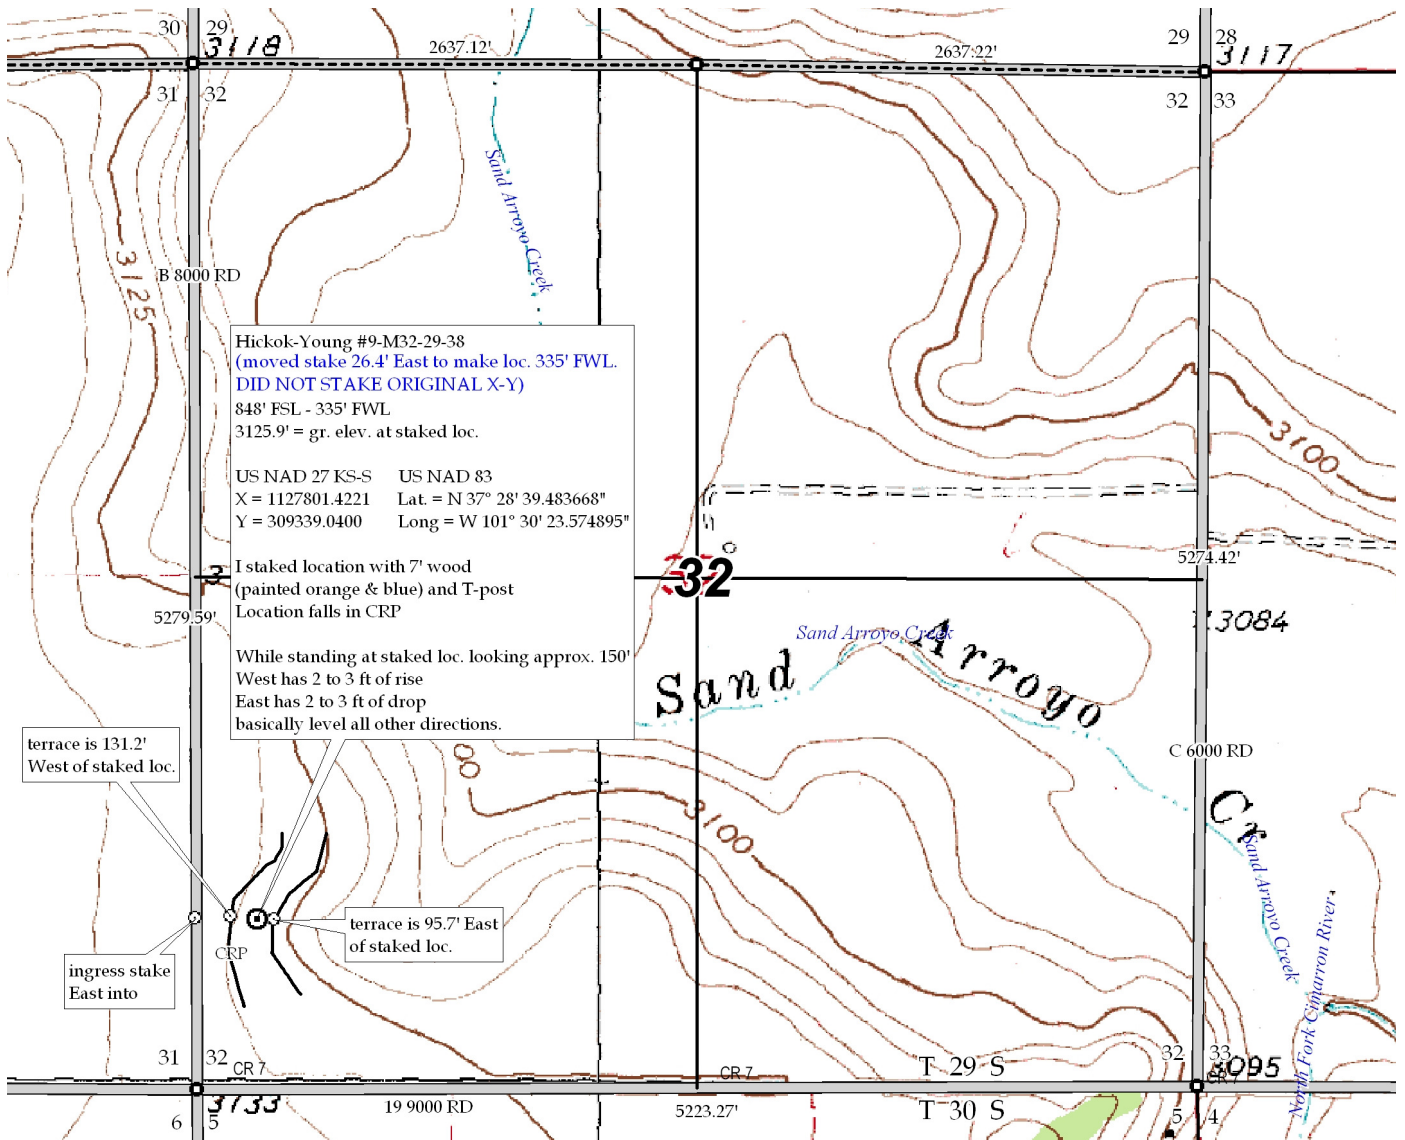 30 29
3118
2637.12'
2637.22'
29 28
3117
31 32
32 33
Sand Arroyo Creek
3125
B 8000 RD
Hickok-Young #9-M32-29-38
(moved stake 26.4' East to make loc. 335' FWL.
DID NOT STAKE ORIGINAL X-Y)
848' FSL - 335' FWL
3125.9' = gr. elev. at staked loc.
US NAD 27 KS-S US NAD 83
X = 1127801.4221 Lat. = N 37° 28' 39.483668"
Y = 309339.0400 Long = W 101° 30' 23.574895"
I staked location with 7' wood
(painted orange & blue) and T-post
Location falls in CRP
While standing at staked loc. looking approx. 150'
West has 2 to 3 ft of rise
East has 2 to 3 ft of drop
basically level all other directions.
3100
5274.42'
3
32
5279.59'
3084
Sand Arroyo Creek
Sand Arroyo Cr
C 6000 RD
terrace is 131.2'
West of staked loc.
00
3100
Sand Arroyo Creek
terrace is 95.7' East
of staked loc.
CRP
ingress stake
East into
North Fork Cimarron River
31 32
CR 7
CR 7
T 29 S
32 33
3095
CR 7
3133
19 9000 RD
5223.27'
T 30 S
6 5
5 4